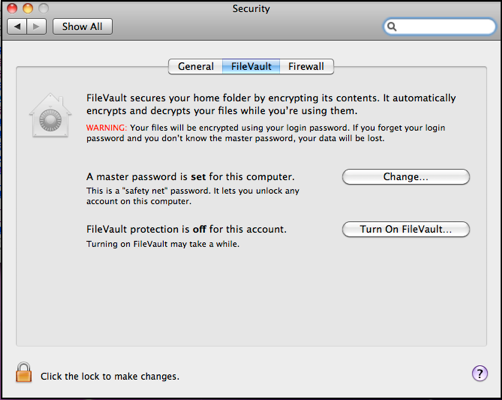 Security
Show All
General FileVault Firewall
FileVault secures your home folder by encrypting its contents. It automatically
encrypts and decrypts your files while you're using them.
WARNING: Your files will be encrypted using your login password. If you forget your login
password and you don't know the master password, your data will be lost.
A master password is set for this computer. Change...
This is a "safety net" password. It lets you unlock any
account on this computer.
FileVault protection is off for this account. Turn On FileVault...
Turning on FileVault may take a while.
Click the lock to make changes. ?